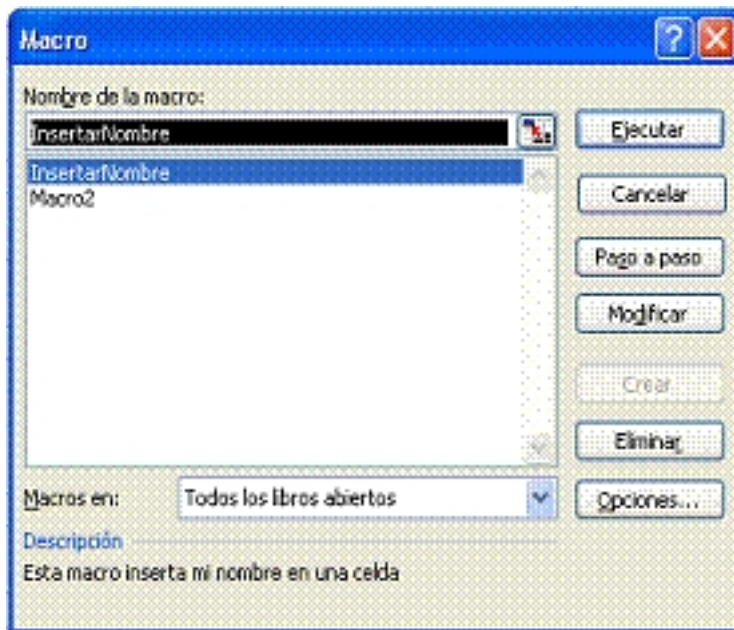 Macro
Nombre de la macro:
InsertarNombre
InsertarNombre
Macro2
Ejecutar
Cancelar
Paso a paso
Modificar
Crear
Eliminar
Opciones...
Macros en: Todos los libros abiertos
Descripción
Esta macro inserta mi nombre en una celda